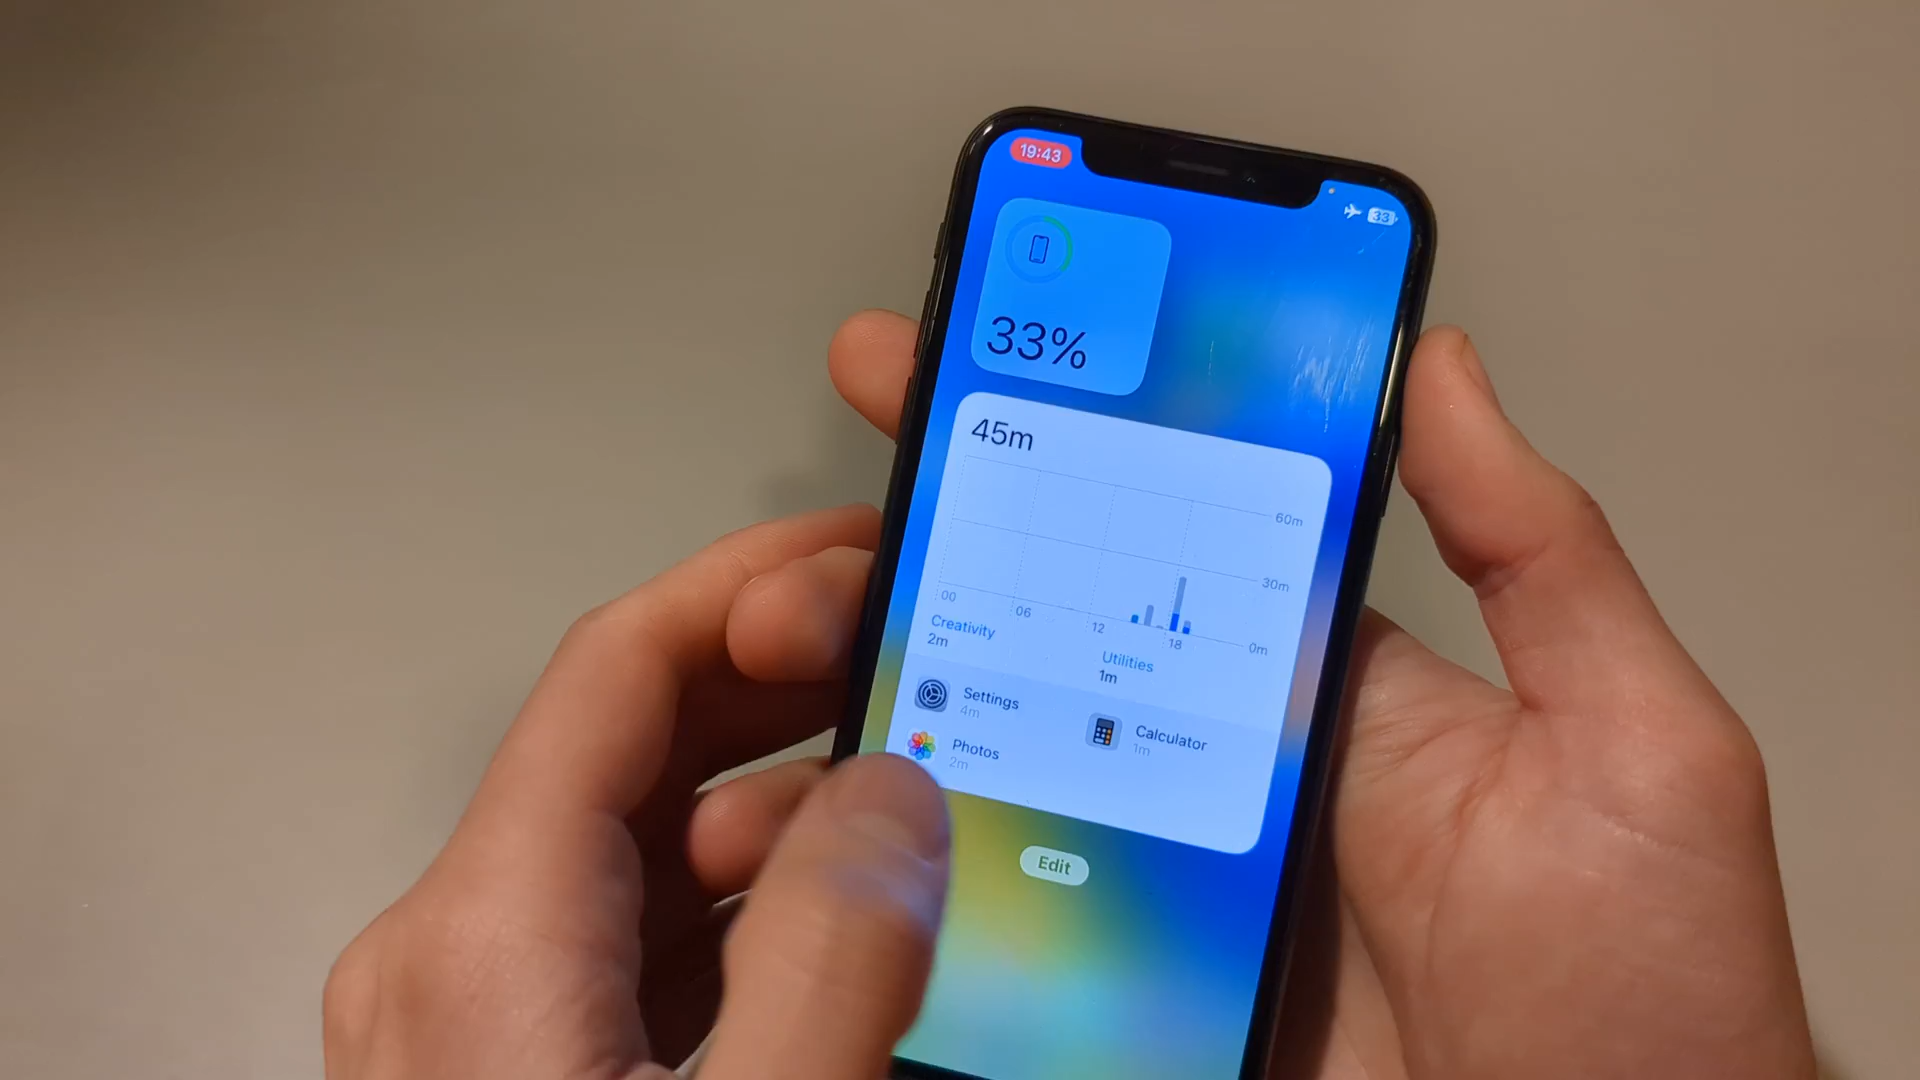 19:43
33
33%
45m
60m
30m
0m
00
06
12
18
Creativity
2m
Utilities
1m
Settings
4m
Calculator
1m
Photos
2m
Edit